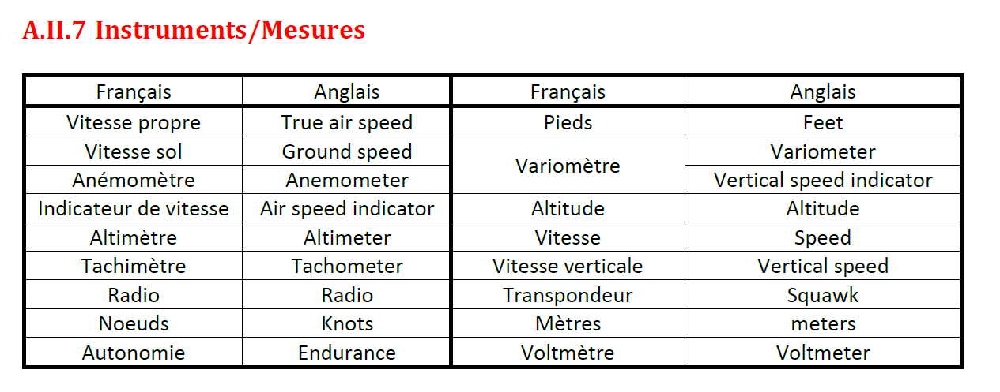 A.II.7 Instruments/Mesures
Français Anglais Français Anglais
Vitesse propre True air speed Pieds Feet
Vitesse sol Ground speed Variomètre Variometer
Anémomètre Anemometer Vertical speed indicator
Indicateur de vitesse Air speed indicator Altitude Altitude
Altimètre Altimeter Vitesse Speed
Tachimètre Tachometer Vitesse verticale Vertical speed
Radio Radio Transpondeur Squawk
Noeuds Knots Mètres meters
Autonomie Endurance Voltmètre Voltmeter